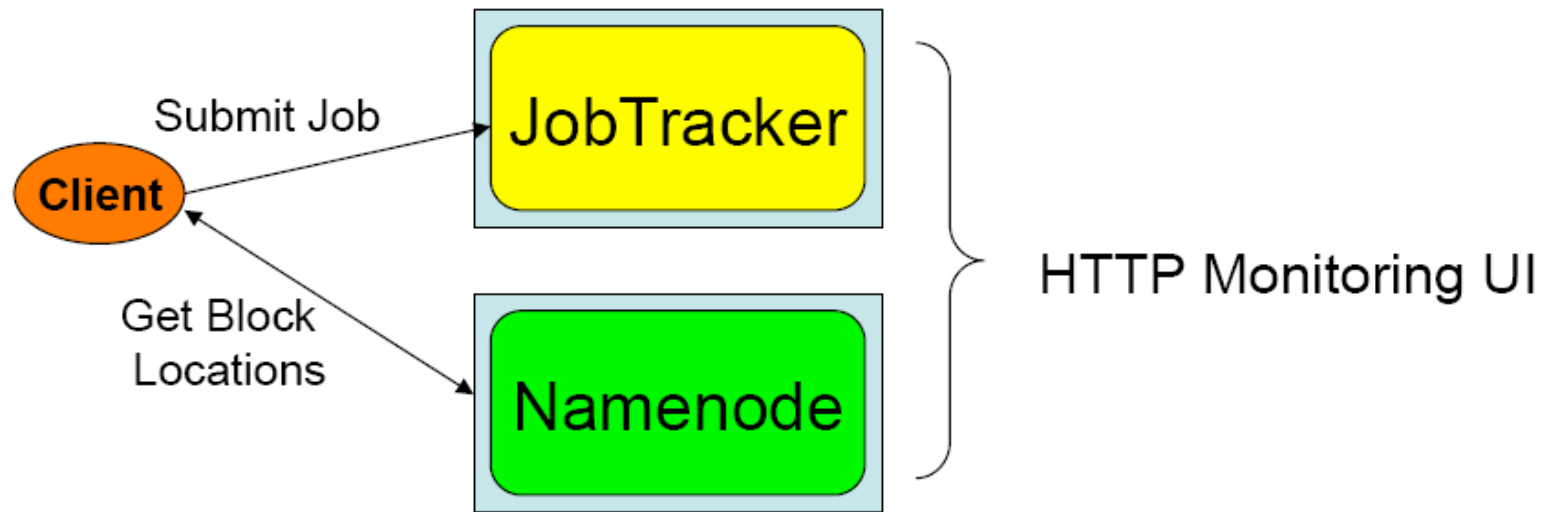 Submit Job
JobTracker
Client
HTTP Monitoring UI
Get Block
Locations
Namenode